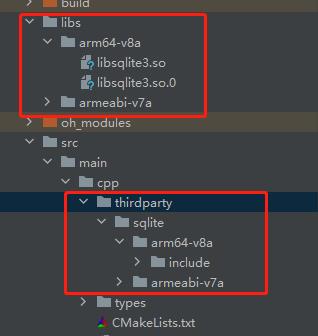 build
libs
arm64-v8a
libsqlite3.so
libsqlite3.so.0
armeabi-v7a
oh_modules
src
main
cpp
thirdparty
sqlite
arm64-v8a
include
armeabi-v7a
types
CMakeLists.txt